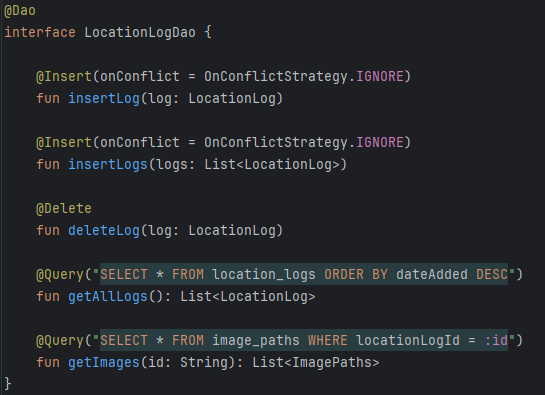 @Dao
interface LocationLogDao {
@Insert(onConflict = OnConflictStrategy.IGNORE)
fun insertLog(log: LocationLog)
@Insert(onConflict = OnConflictStrategy.IGNORE)
fun insertLogs(logs: List<LocationLog>)
@Delete
fun deleteLog(log: LocationLog)
@Query("SELECT * FROM location_logs ORDER BY dateAdded DESC")
fun getAllLogs(): List<LocationLog>
@Query("SELECT * FROM image_paths WHERE locationLogId = :id")
fun getImages(id: String): List<ImagePaths>
}